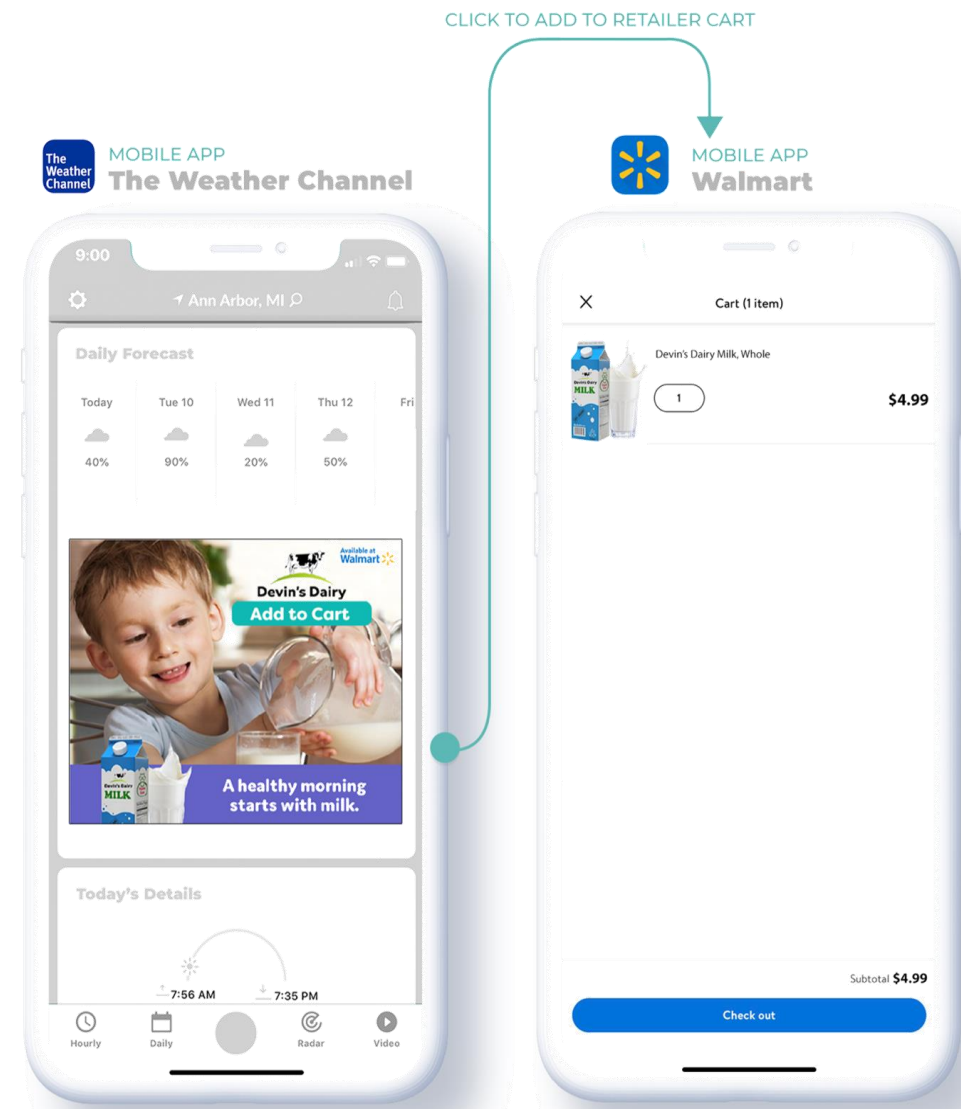 CLICK TO ADD TO RETAILER CART
The
Weather
Channel
MOBILE APP
The Weather Channel
9:00
Ann Arbor, MI
Daily Forecast
Today Tue 10 Wed 11 Thu 12 Fri
40% 90% 20% 50%
Available at
Walmart
Devin's Dairy
Add to Cart
Devin's Dairy
MILK
A healthy morning
starts with milk.
Today's Details
7:56 AM 7:35 PM
Hourly Daily Radar Video
MOBILE APP
Walmart
Cart (1 item)
Devin's Dairy Milk, Whole
Devin's Dairy
MILK
1
$4.99
Subtotal $4.99
Check out